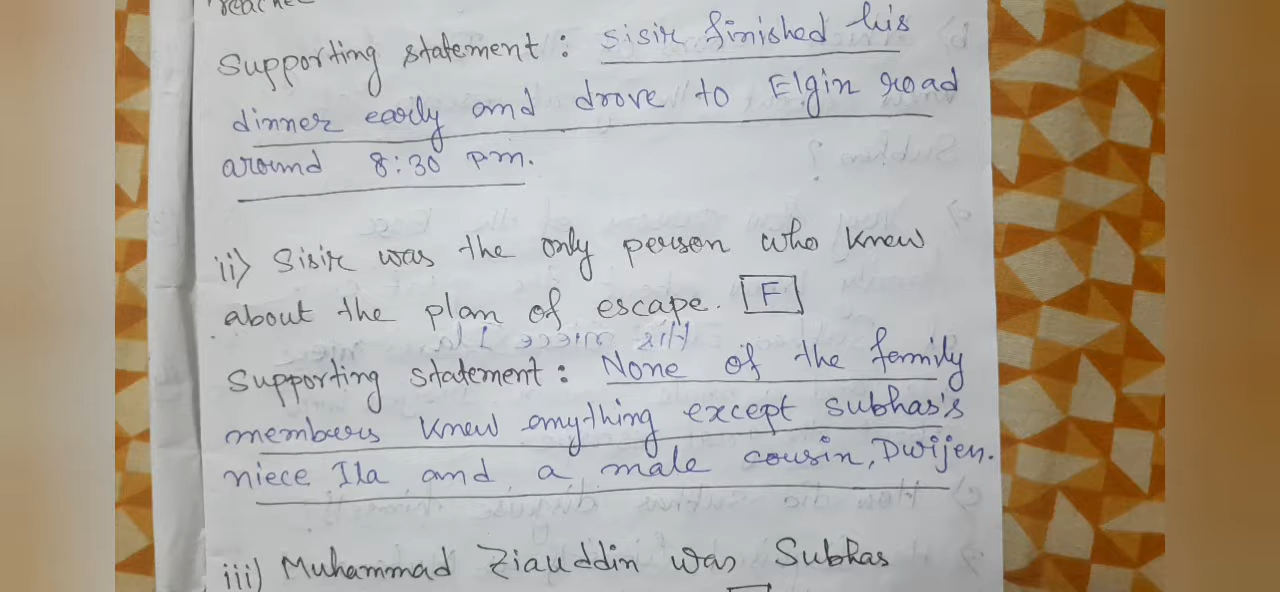 Supporting statement : Sisir finished his
dinner early and drove to Elgin road
around 8:30 pm.
ii) Sisir was the only person who knew
about the plan of escape. F
Supporting statement : None of the family
members knew anything except subhas's
niece Ila and a male cousin, Dwijen.
iii) Muhammad Ziauddin was Subhas